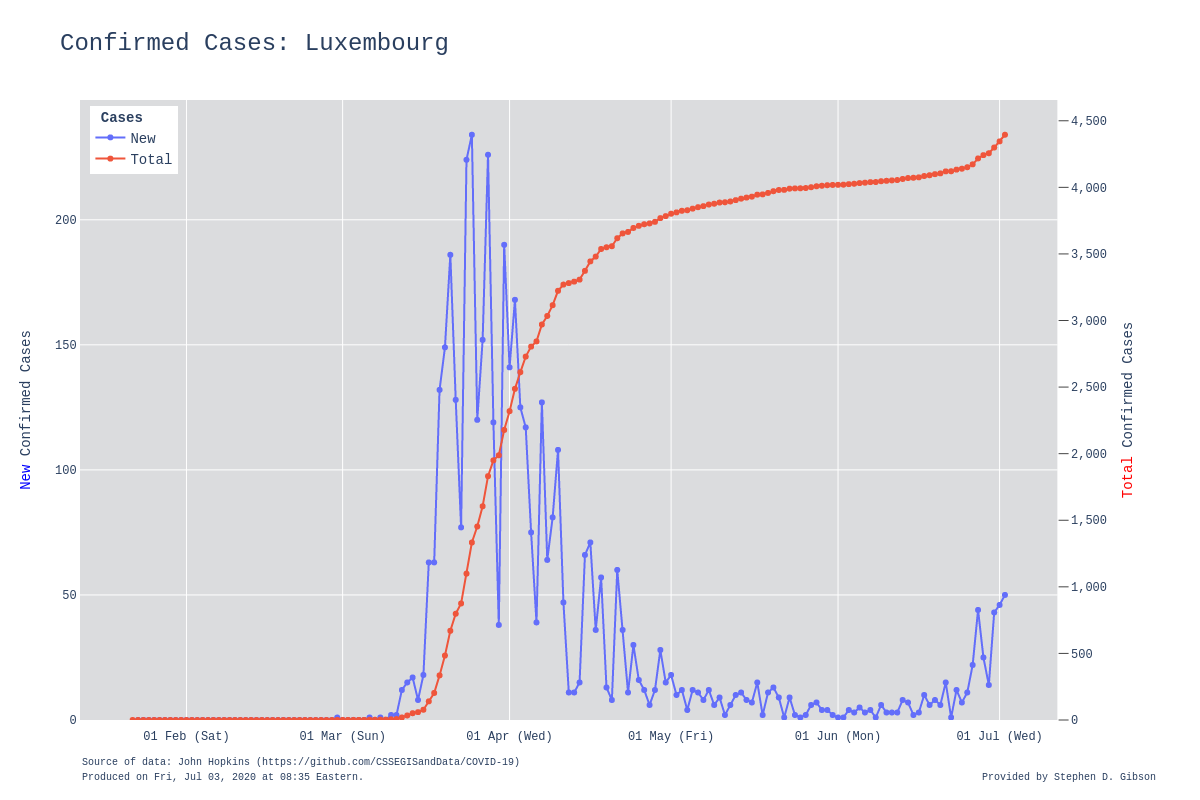 Confirmed Cases: Luxembourg
Cases
New
Total
200
150
100
50
0
4,500
4,000
3,500
3,000
2,500
2,000
1,500
1,000
500
0
New Confirmed Cases
Total Confirmed Cases
01 Feb (Sat)
01 Mar (Sun)
01 Apr (Wed)
01 May (Fri)
01 Jun (Mon)
01 Jul (Wed)
Source of data: John Hopkins (https://github.com/CSSEGISandData/COVID-19)
Produced on Fri, Jul 03, 2020 at 08:35 Eastern.
Provided by Stephen D. Gibson